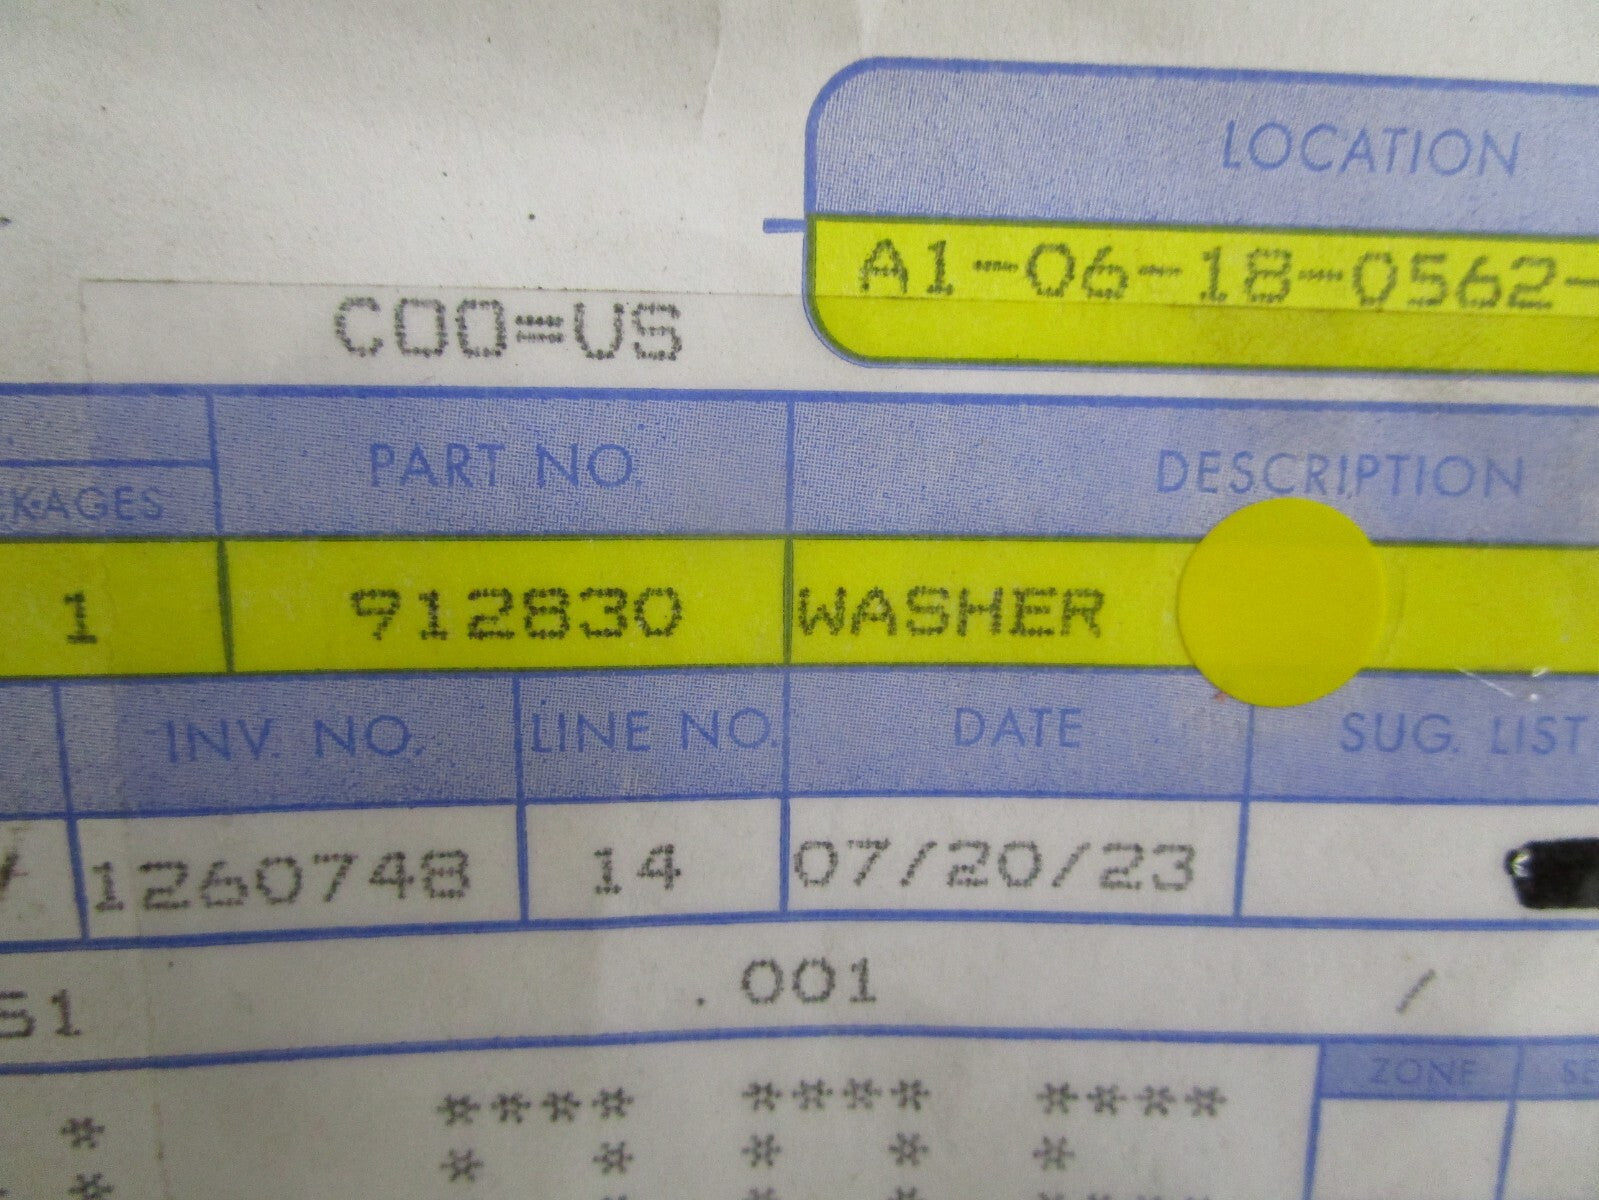 LOCATION
A1-06-18-0562-
COO=US
PART NO. DESCRIPTION
KAGES
1 912830 WASHER
INV. NO. LINE NO. DATE SUG. LIST
1260748 14 07/20/23
51 .001 /
ZONE SE
**** **** ****
*
* * * * *